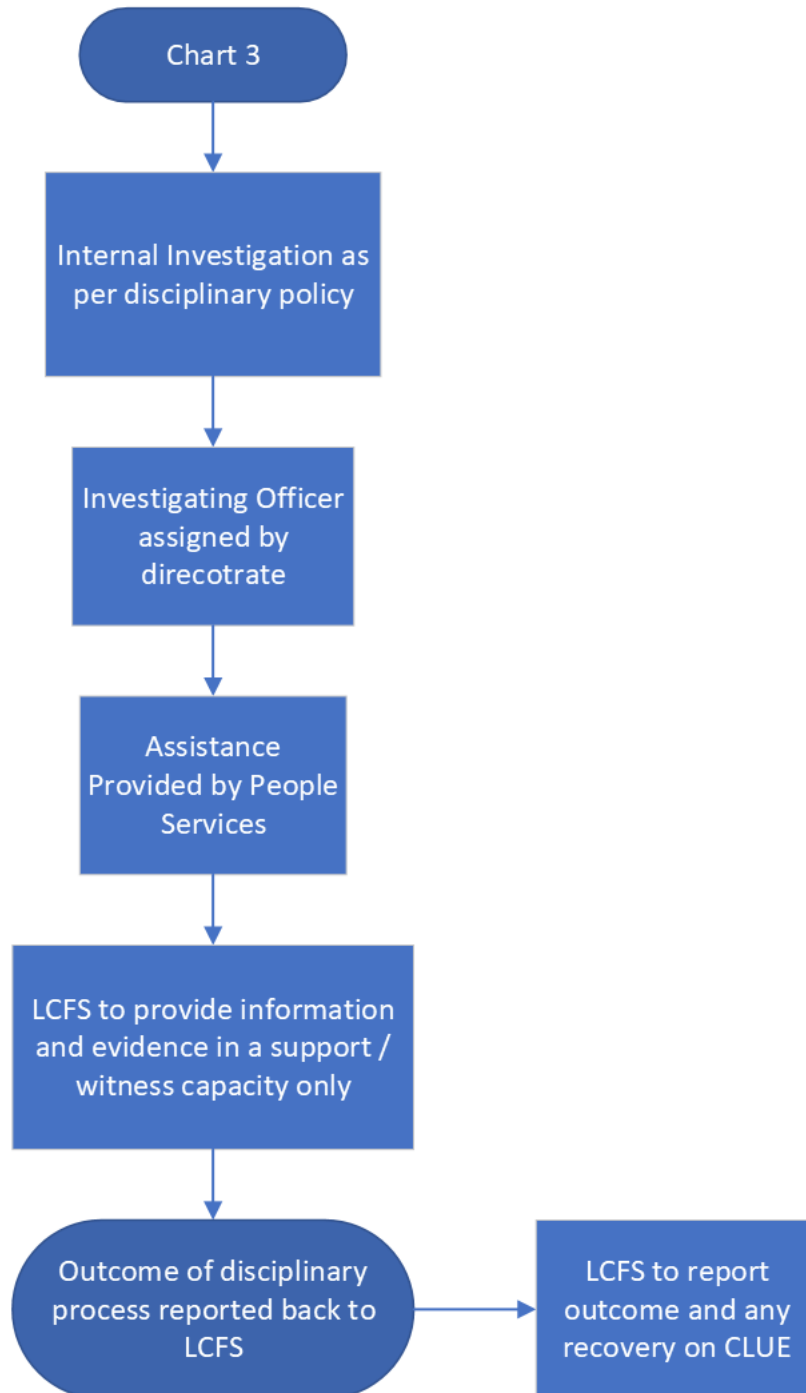 Chart 3
Internal Investigation as
per disciplinary policy
Investigating Officer
assigned by
direcotrate
Assistance
Provided by People
Services
LCFS to provide information
and evidence in a support /
witness capacity only
Outcome of disciplinary
process reported back to
LCFS
LCFS to report
outcome and any
recovery on CLUE